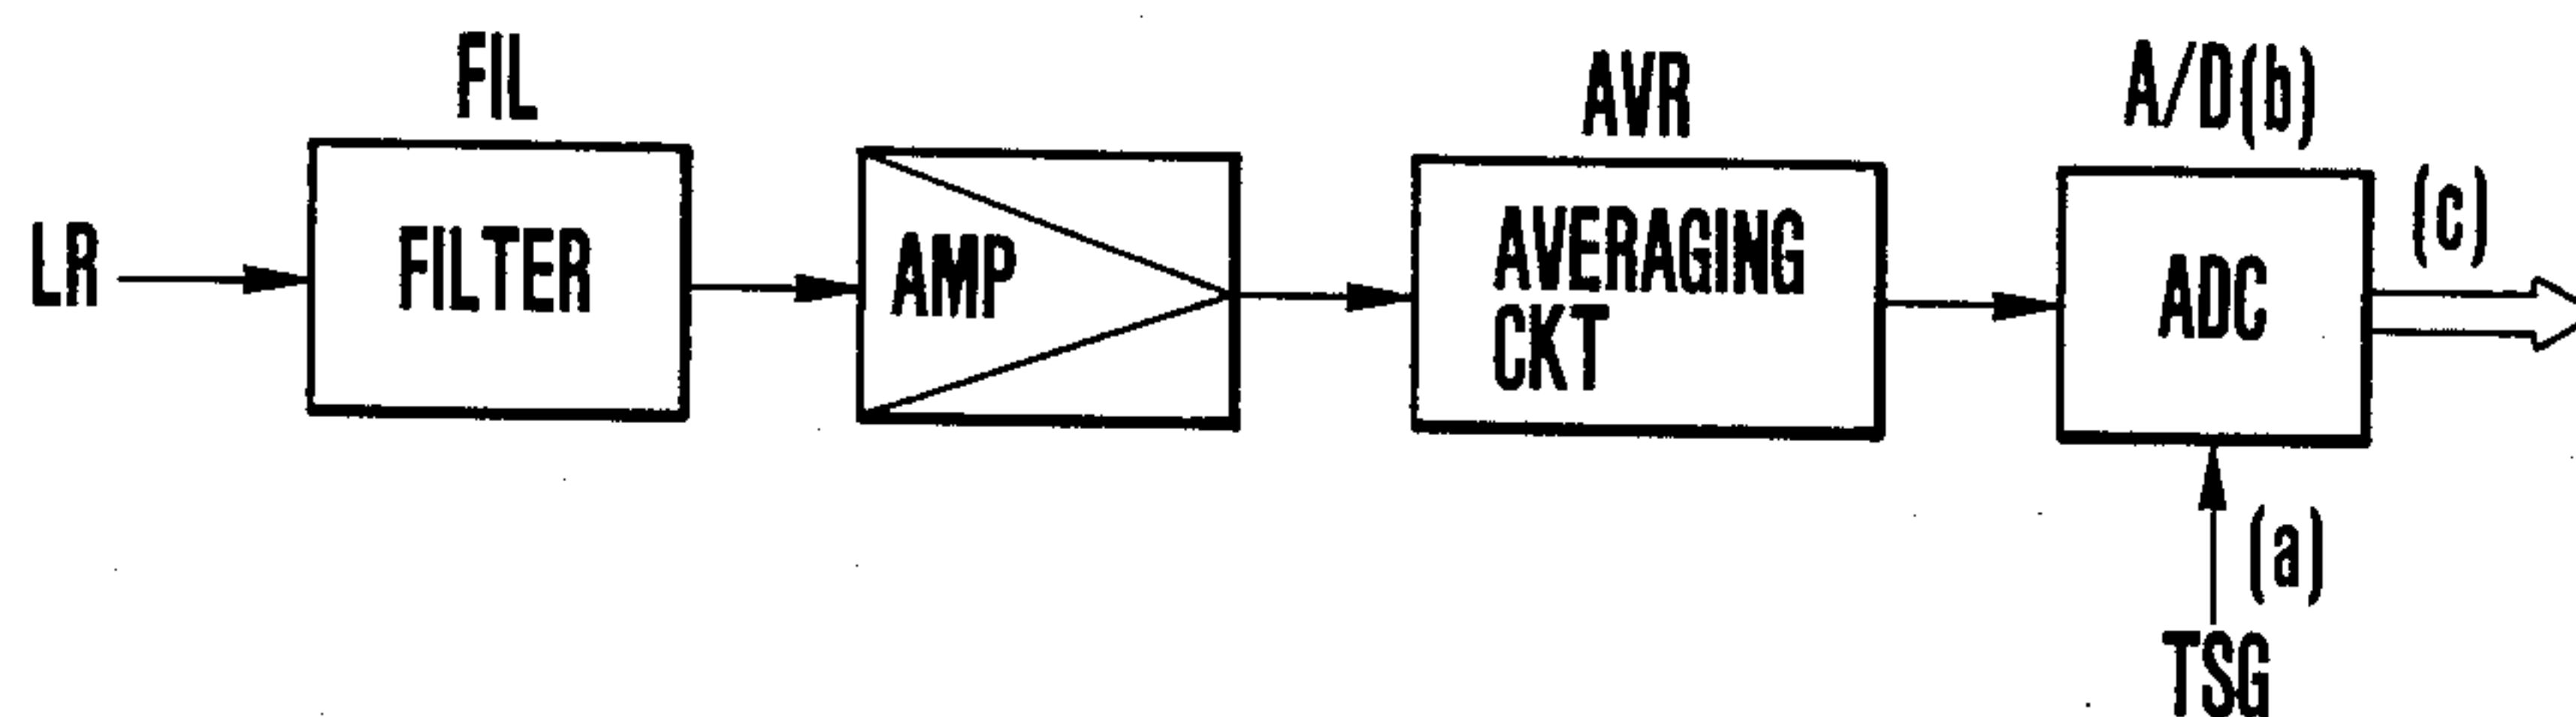 FIL
AVR
A/D(b)
LR
FILTER
AMP
AVERAGING
CKT
ADC
(c)
(a)
TSG